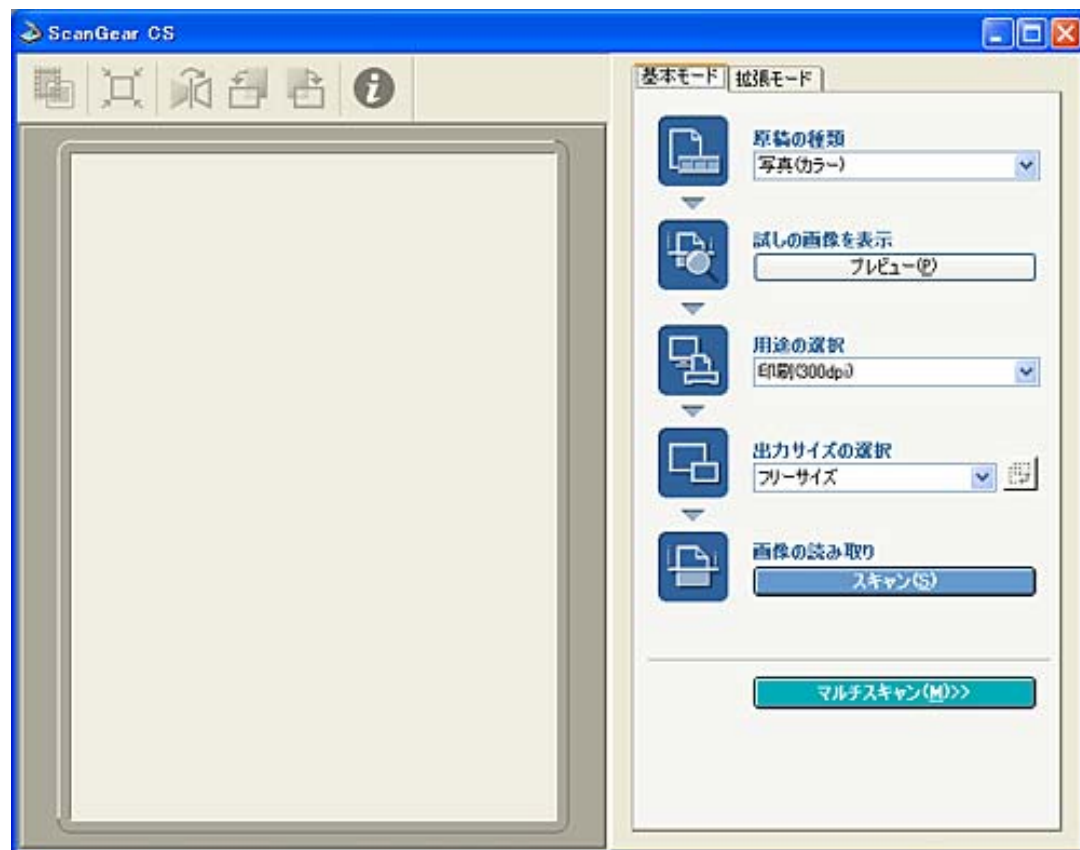 ScanGear CS
基本モード
拡張モード
原稿の種類
写真(カラー)
試しの画像を表示
プレビュー(P)
用途の選択
印刷(300dpi)
出力サイズの選択
フリーサイズ
画像の読み取り
スキャン(S)
マルチスキャン(M)>>